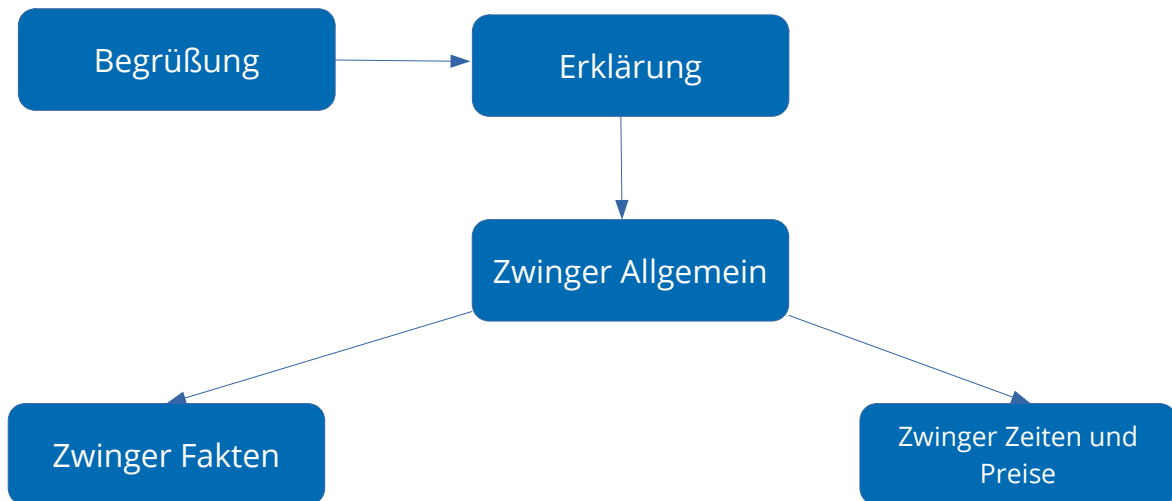 Begrüßung
Erklärung
Zwinger Allgemein
Zwinger Fakten
Zwinger Zeiten und
Preise